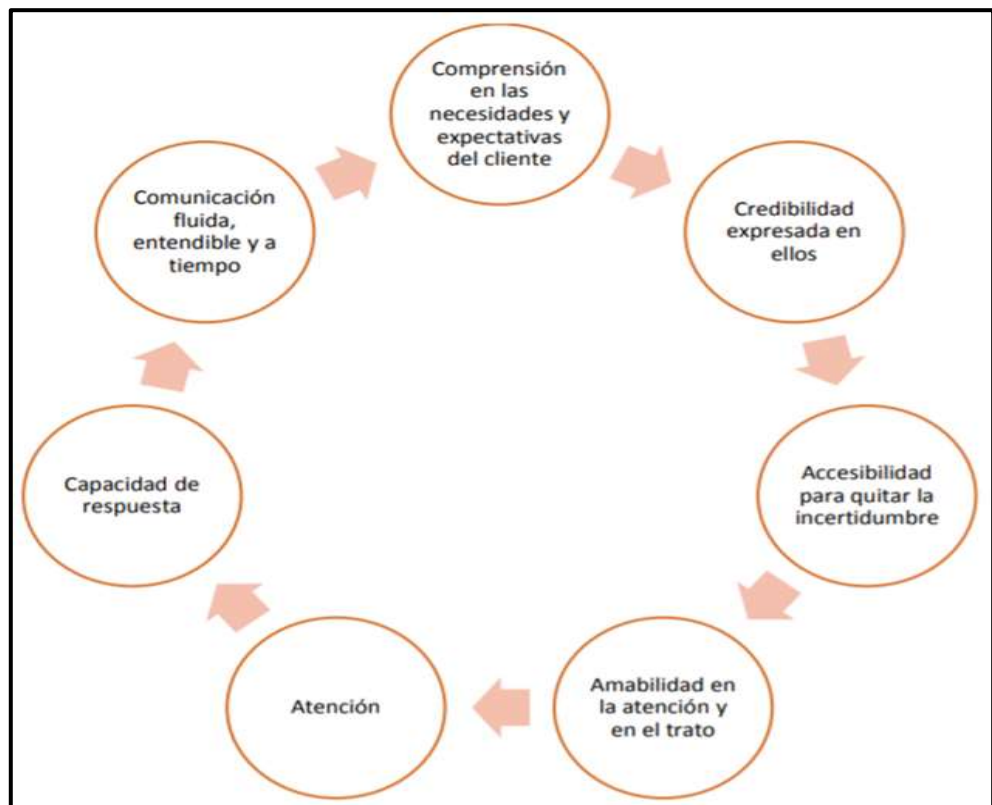 Comprensión
en las
necesidades y
expectativas
del cliente
Credibilidad
expresada en
ellos
Accesibilidad
para quitar la
incertidumbre
Amabilidad en
la atención y
en el trato
Atención
Capacidad de
respuesta
Comunicación
fluida,
entendible y a
tiempo